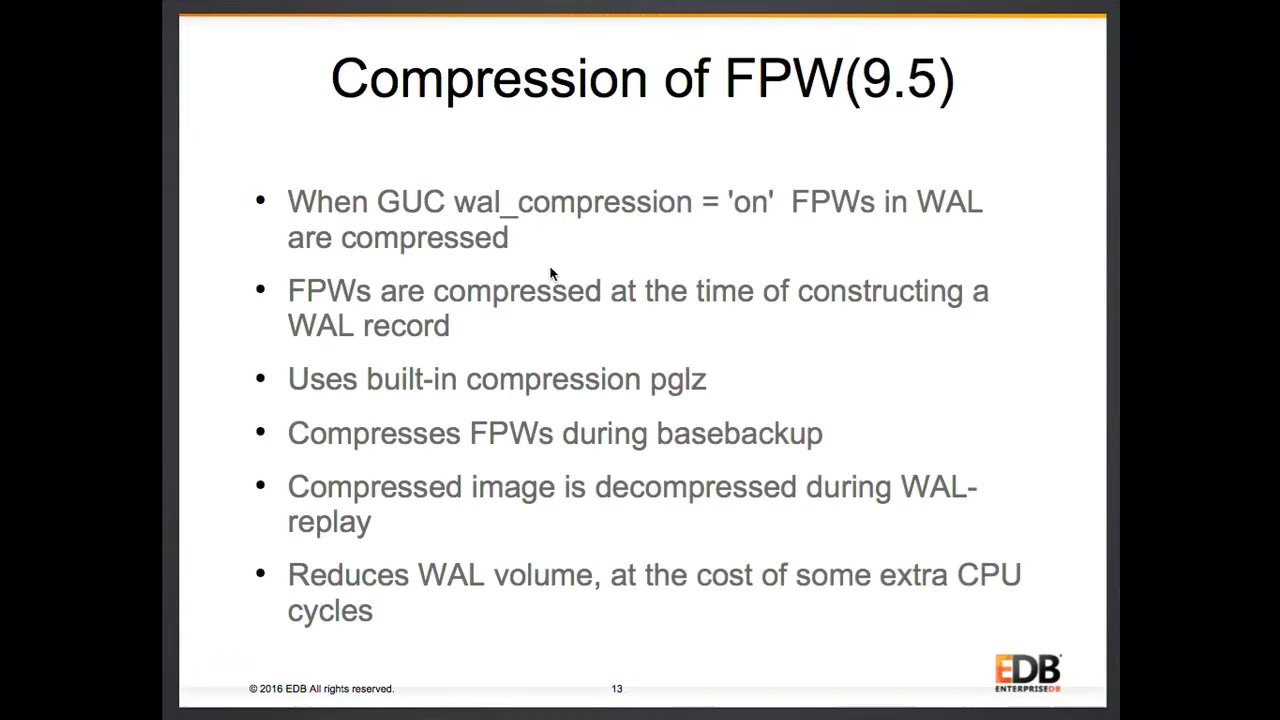 Compression of FPW(9.5)
• When GUC wal_compression = 'on' FPWs in WAL
are compressed
• FPWs are compressed at the time of constructing a
WAL record
• Uses built-in compression pglz
• Compresses FPWs during basebackup
• Compressed image is decompressed during WAL-
replay
• Reduces WAL volume, at the cost of some extra CPU
cycles
© 2016 EDB All rights reserved.
13
EDB
ENTERPRISEDB